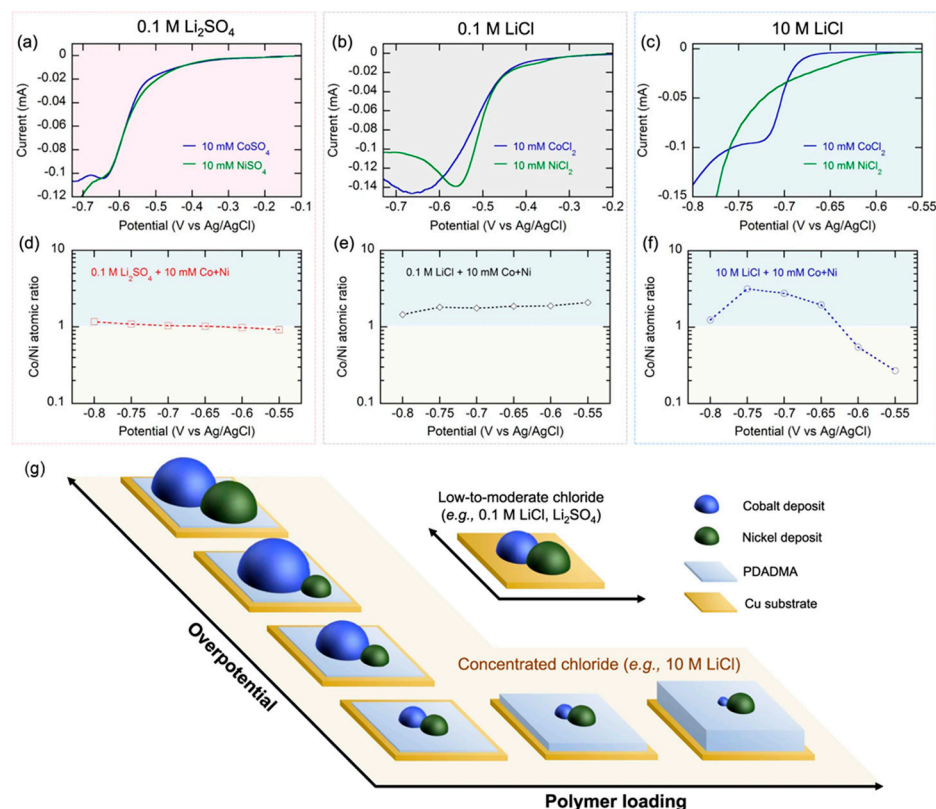 0.1 M Li₂SO₄
0.1 M LiCl
10 M LiCl
(a)
0
-0.02
-0.04
-0.06
-0.08
-0.1
-0.12
Current (mA)
10 mM CoSO₄
10 mM NiSO₄
-0.7 -0.6 -0.5 -0.4 -0.3 -0.2 -0.1
Potential (V vs Ag/AgCl)
(b)
0
-0.02
-0.04
-0.06
-0.08
-0.1
-0.12
-0.14
Current (mA)
10 mM CoCl₂
10 mM NiCl₂
-0.7 -0.6 -0.5 -0.4 -0.3 -0.2
Potential (V vs Ag/AgCl)
(c)
0
-0.05
-0.1
-0.15
Current (mA)
10 mM CoCl₂
10 mM NiCl₂
-0.8 -0.75 -0.7 -0.65 -0.6 -0.55
Potential (V vs Ag/AgCl)
(d)
10
1
0.1
Co/Ni atomic ratio
0.1 M Li₂SO₄ + 10 mM Co+Ni
-0.8 -0.75 -0.7 -0.65 -0.6 -0.55
Potential (V vs Ag/AgCl)
(e)
10
1
0.1
Co/Ni atomic ratio
0.1 M LiCl + 10 mM Co+Ni
-0.8 -0.75 -0.7 -0.65 -0.6 -0.55
Potential (V vs Ag/AgCl)
(f)
10
1
0.1
Co/Ni atomic ratio
10 M LiCl + 10 mM Co+Ni
-0.8 -0.75 -0.7 -0.65 -0.6 -0.55
Potential (V vs Ag/AgCl)
(g)
Low-to-moderate chloride
(e.g., 0.1 M LiCl, Li₂SO₄)
Cobalt deposit
Nickel deposit
PDADMA
Cu substrate
Overpotential
Concentrated chloride (e.g., 10 M LiCl)
Polymer loading